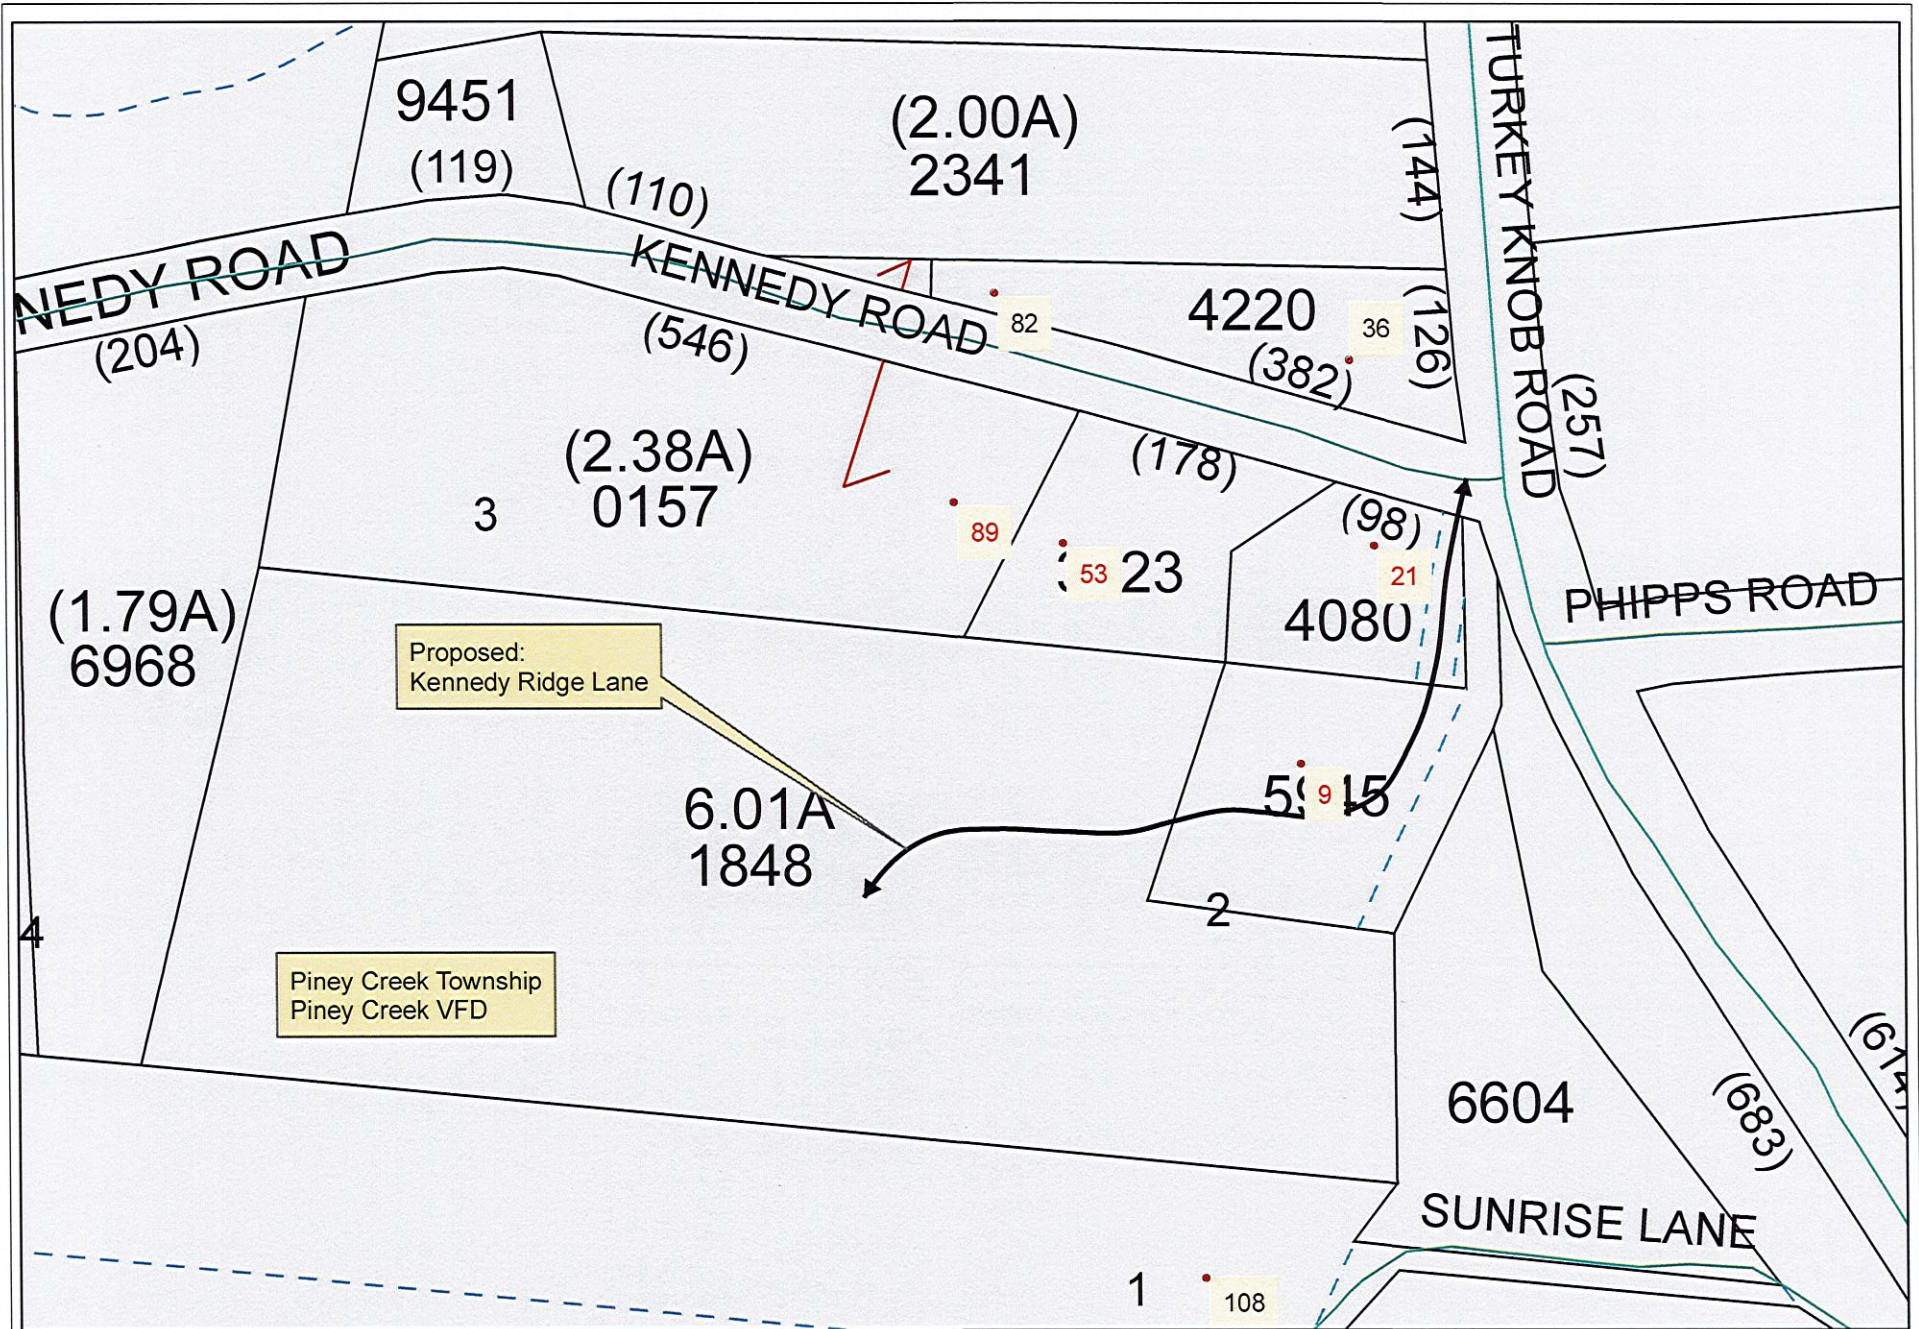 9451
(119)
(110)
(2.00A)
2341
(144)
TURKEY KNOB ROAD
NEDY ROAD
(204)
KENNEDY ROAD
(546)
82
4220
36
(382)
(126)
(257)
(2.38A)
0157
3
89
(178)
53
23
(98)
21
4080
PHIPPS ROAD
(1.79A)
6968
Proposed:
Kennedy Ridge Lane
6.01A
1848
9
2
4
Piney Creek Township
Piney Creek VFD
6604
(683)
(614)
SUNRISE LANE
1
108